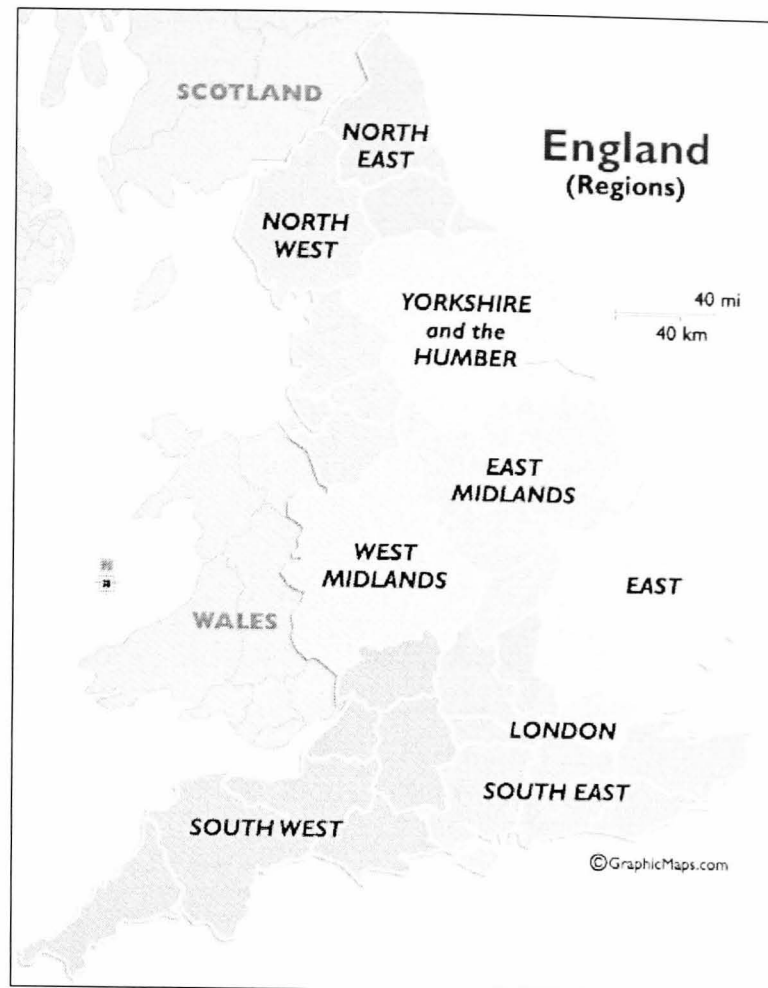 SCOTLAND
NORTH
EAST
England
(Regions)
NORTH
WEST
YORKSHIRE
and the
HUMBER
40 mi
40 km
EAST
MIDLANDS
WEST
MIDLANDS
EAST
N
WALES
LONDON
SOUTH EAST
SOUTH WEST
©GraphicMaps.com